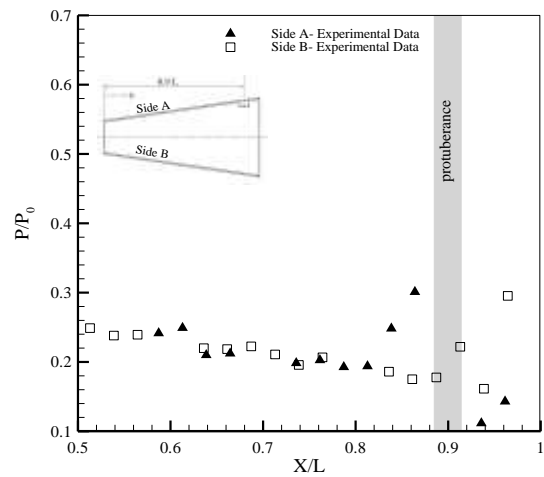 Side A- Experimental Data
Side B- Experimental Data
0.7
0.6
0.5
0.4
0.3
0.2
0.1
P/P0
Side A
Side B
protuberance
0.5
0.6
0.7
0.8
0.9
1
X/L